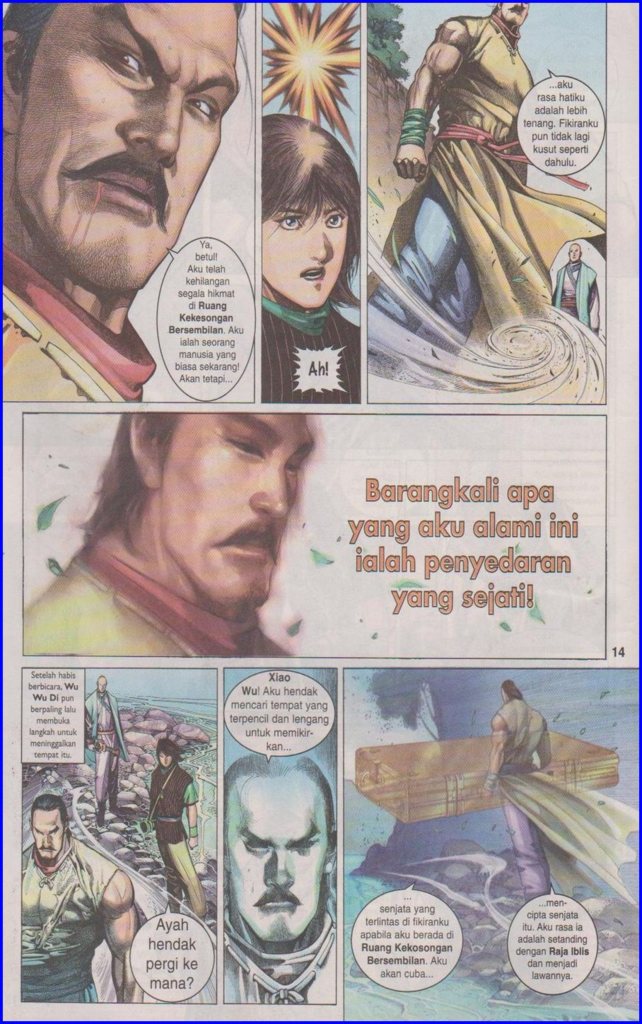 Ya,
betul!
Aku telah
kehilangan
segala hikmat
di Ruang
Kekesongan
Bersembilan. Aku
ialah seorang
manusia yang
biasa sekarang!
Akan tetapi...
Ah!
...aku
rasa hatiku
adalah lebih
tenang. Fikiranku
pun tidak lagi
kusut seperti
dahulu.
Barangkali apa
yang aku alami ini
ialah penyedaran
yang sejati!
14
Setelah habis
berbicara, Wu
Wu Di pun
berpaling lalu
membuka
langkah untuk
meninggalkan
tempat itu.
Ayah
hendak
pergi ke
mana?
Xiao
Wu! Aku hendak
mencari tempat yang
terpencil dan lengang
untuk memikir-
kan...
...
senjata yang
terlintas di fikiranku
apabila aku berada di
Ruang Kekosongan
Bersembilan. Aku
akan cuba...
...men-
cipta senjata
itu. Aku rasa ia
adalah setanding
dengan Raja Iblis
dan menjadi
lawannya.